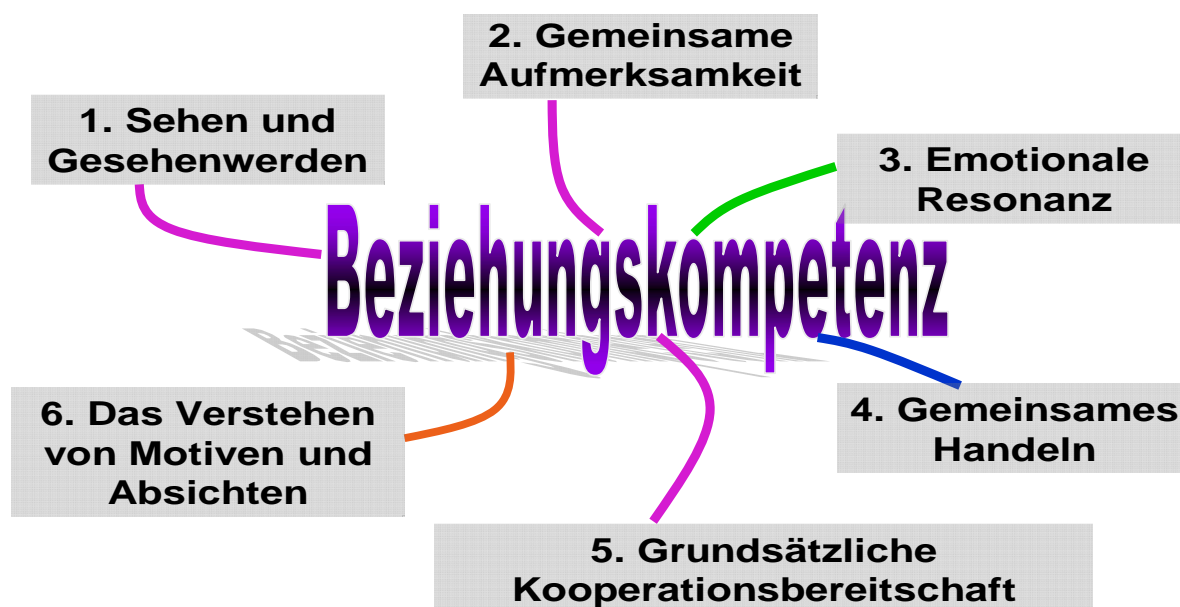 2. Gemeinsame
Aufmerksamkeit
1. Sehen und
Gesehenwerden
3. Emotionale
Resonanz
Beziehungskompetenz
6. Das Verstehen
von Motiven und
Absichten
4. Gemeinsames
Handeln
5. Grundsätzliche
Kooperationsbereitschaft